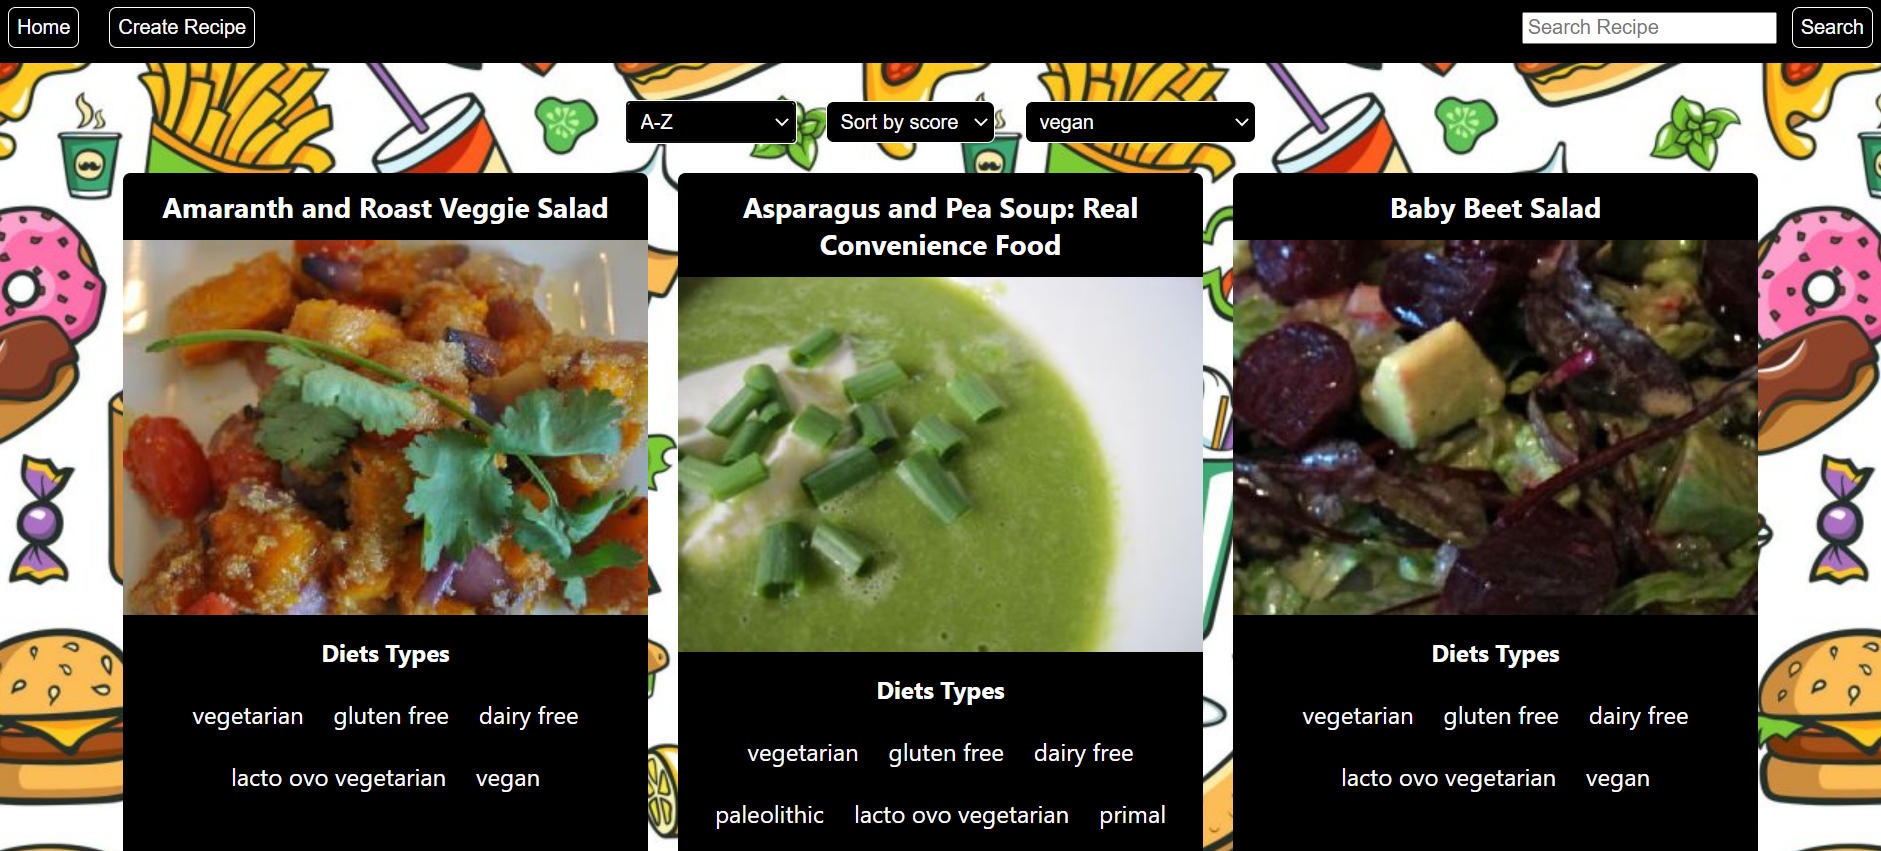 Home Create Recipe Search Recipe Search
A-Z Sort by score vegan
Amaranth and Roast Veggie Salad
Diets Types
vegetarian gluten free dairy free
lacto ovo vegetarian vegan
Asparagus and Pea Soup: Real
Convenience Food
Diets Types
vegetarian gluten free dairy free
paleolithic lacto ovo vegetarian primal
Baby Beet Salad
Diets Types
vegetarian gluten free dairy free
lacto ovo vegetarian vegan